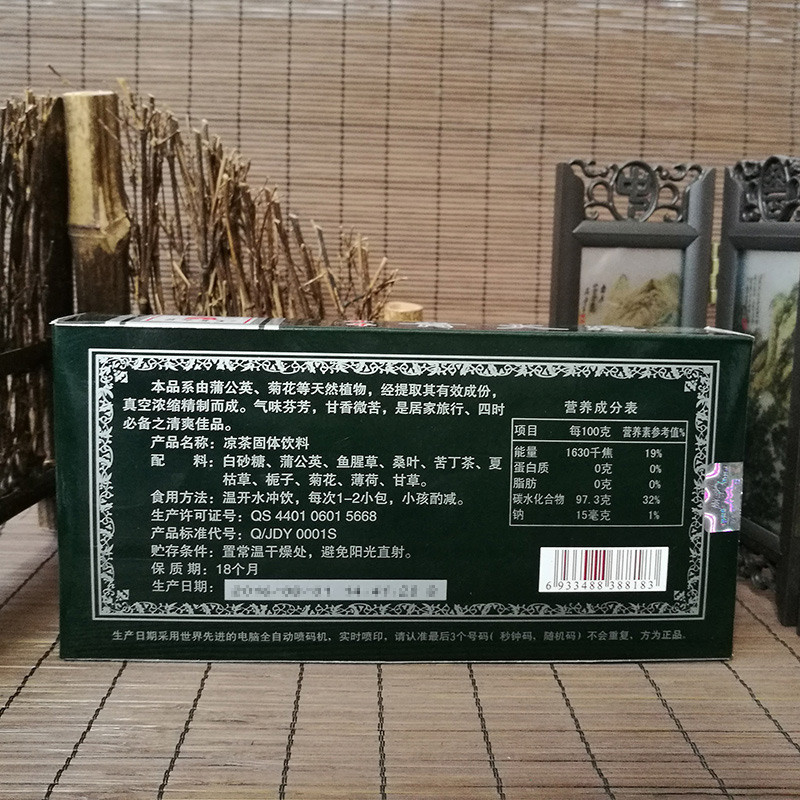 本品系由蒲公英、菊花等天然植物，经提取其有效成份，
真空浓缩精制而成。气味芬芳，甘香微苦，是居家旅行、四时
必备之清爽佳品。
产品名称：凉茶固体饮料
配 料：白砂糖、蒲公英、鱼腥草、桑叶、苦丁茶、夏
枯草、栀子、菊花、薄荷、甘草。
食用方法：温开水冲饮，每次1-2小包，小孩酌减。
生产许可证号：QS 4401 0601 5668
产品标准代号：Q/JDY 0001S
贮存条件：置常温干燥处，避免阳光直射。
保 质 期：18个月
生产日期：
营养成分表
项目 每100克 营养素参考值%
能量 1630千焦 19%
蛋白质 0克 0%
脂肪 0克 0%
碳水化合物 97.3克 32%
钠 15毫克 1%
6 933488 388183
生产日期采用世界先进的电脑全自动喷码机，实时喷印，请认准最后3个号码（秒钟码，随机码）不会重复，方为正品。